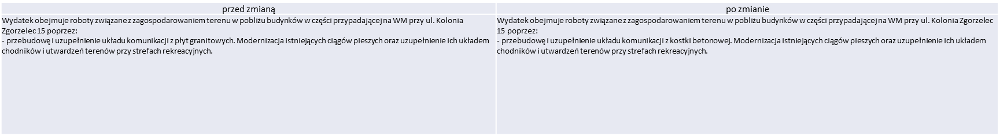 przed zmianą
po zmianie
Wydatek obejmuje roboty związane z zagospodarowaniem terenu w pobliżu budynków w części przypadającej na WM przy ul. Kolonia
Zgorzelec 15 poprzez:
- przebudowę i uzupełnienie układu komunikacji z płyt granitowych. Modernizacja istniejących ciągów pieszych oraz uzupełnienie ich układem
chodników i utwardzeń terenów przy strefach rekreacyjnych.
Wydatek obejmuje roboty związane z zagospodarowaniem terenu w pobliżu budynków w części przypadającej na WM przy ul. Kolonia Zgorzelec
15 poprzez:
- przebudowę i uzupełnienie układu komunikacji z kostki betonowej. Modernizacja istniejących ciągów pieszych oraz uzupełnienie ich układem
chodników i utwardzeń terenów przy strefach rekreacyjnych.